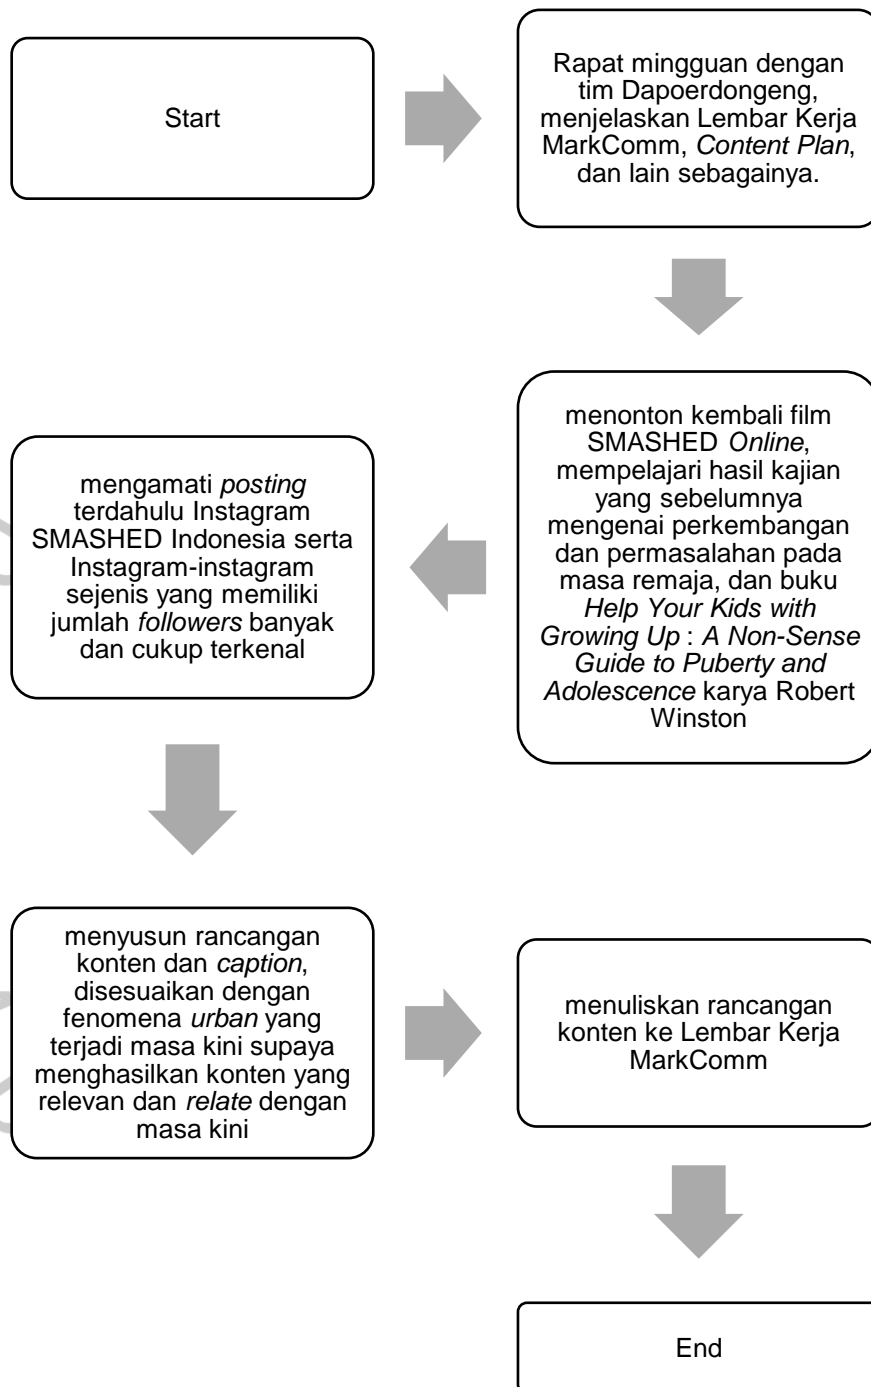 Start
Rapat mingguan dengan
tim Dapoerdongeng,
menjelaskan Lembar Kerja
MarkComm, Content Plan,
dan lain sebagainya.
menonton kembali film
SMASHED Online,
mempelajari hasil kajian
yang sebelumnya
mengenai perkembangan
dan permasalahan pada
masa remaja, dan buku
Help Your Kids with
Growing Up : A Non-Sense
Guide to Puberty and
Adolescence karya Robert
Winston
mengamati posting
terdahulu Instagram
SMASHED Indonesia serta
Instagram-instagram
sejenis yang memiliki
jumlah followers banyak
dan cukup terkenal
menyusun rancangan
konten dan caption,
disesuaikan dengan
fenomena urban yang
terjadi masa kini supaya
menghasilkan konten yang
relevan dan relate dengan
masa kini
menuliskan rancangan
konten ke Lembar Kerja
MarkComm
End